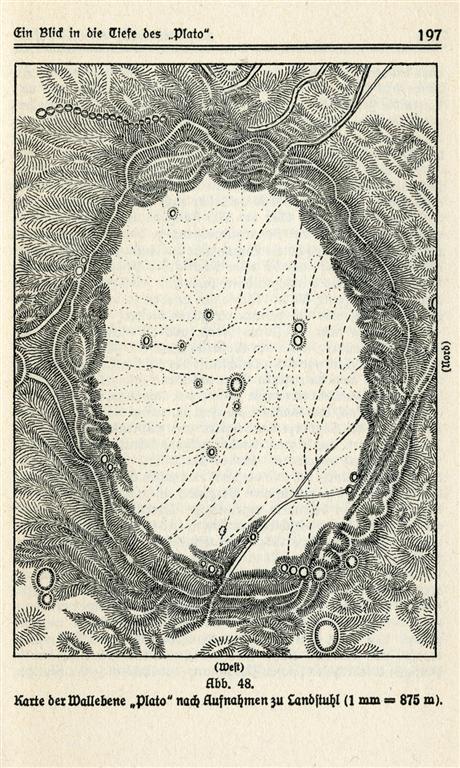 Ein Blick in die Tiefe des „Plato“.
197
(Nord)
(West)
Abb. 48.
Karte der Wallebene „Plato“ nach Aufnahmen zu Landstuhl (1 mm = 875 m).